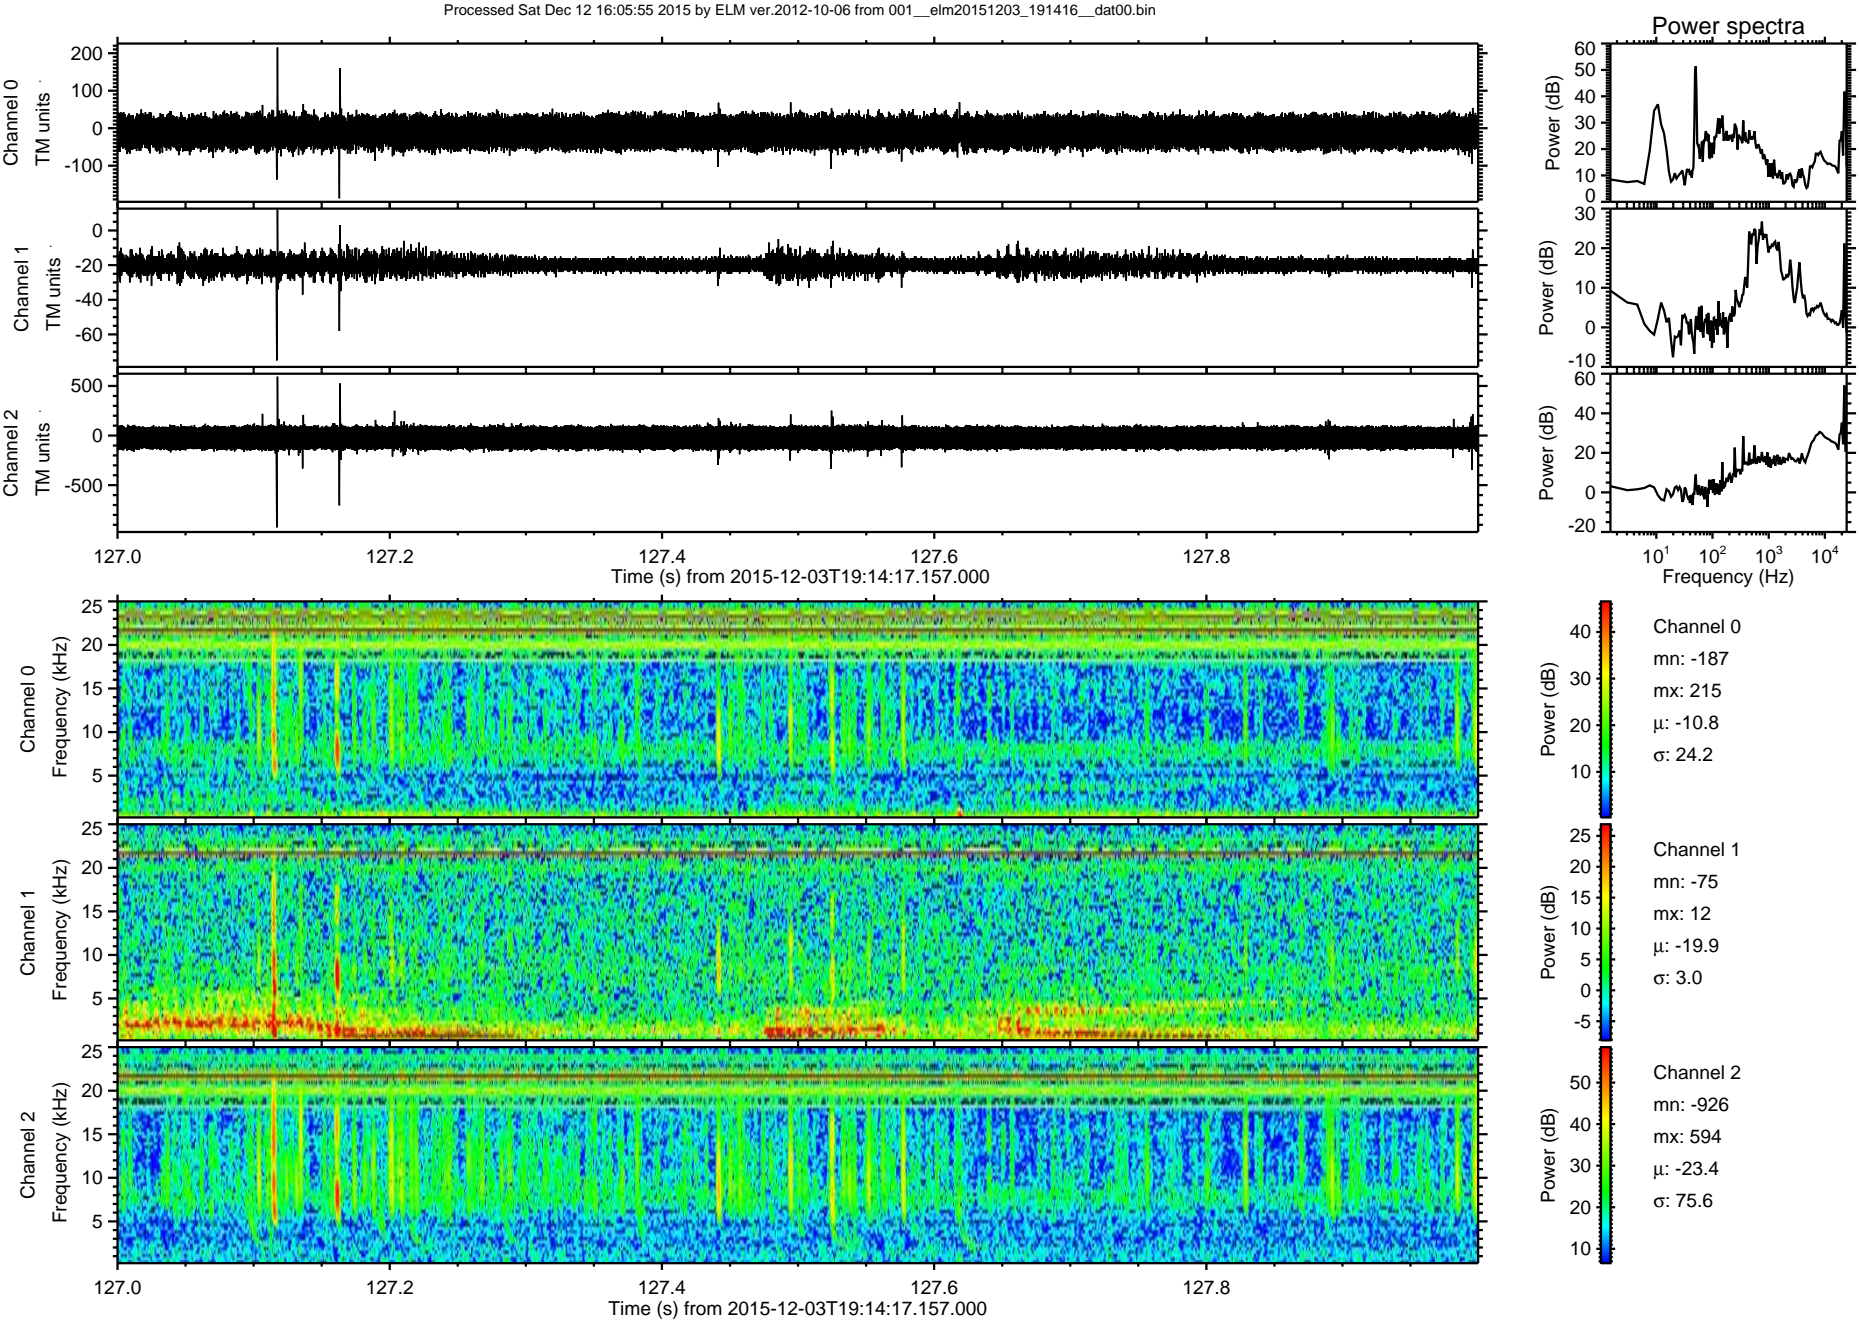 Processed Sat Dec 12 16:05:55 2015 by ELM ver.2012-10-06 from 001__elm20151203_191416__dat00.bin
Power spectra
Channel 0
TM units
200
100
0
-100
Power (dB)
60
50
40
30
20
10
0
Channel 1
TM units
0
-20
-40
-60
Power (dB)
30
20
10
0
-10
Channel 2
TM units
500
0
-500
Power (dB)
60
40
20
0
-20
127.0 127.2 127.4 127.6 127.8
Time (s) from 2015-12-03T19:14:17.157.000
10¹ 10² 10³ 10⁴
Frequency (Hz)
Channel 0
Frequency (kHz)
25
20
15
10
5
Power (dB)
40
30
20
10
Channel 0
mn: -187
mx: 215
μ: -10.8
σ: 24.2
Channel 1
Frequency (kHz)
25
20
15
10
5
Power (dB)
25
20
15
10
5
0
-5
Channel 1
mn: -75
mx: 12
μ: -19.9
σ: 3.0
Channel 2
Frequency (kHz)
25
20
15
10
5
Power (dB)
50
40
30
20
10
Channel 2
mn: -926
mx: 594
μ: -23.4
σ: 75.6
127.0 127.2 127.4 127.6 127.8
Time (s) from 2015-12-03T19:14:17.157.000